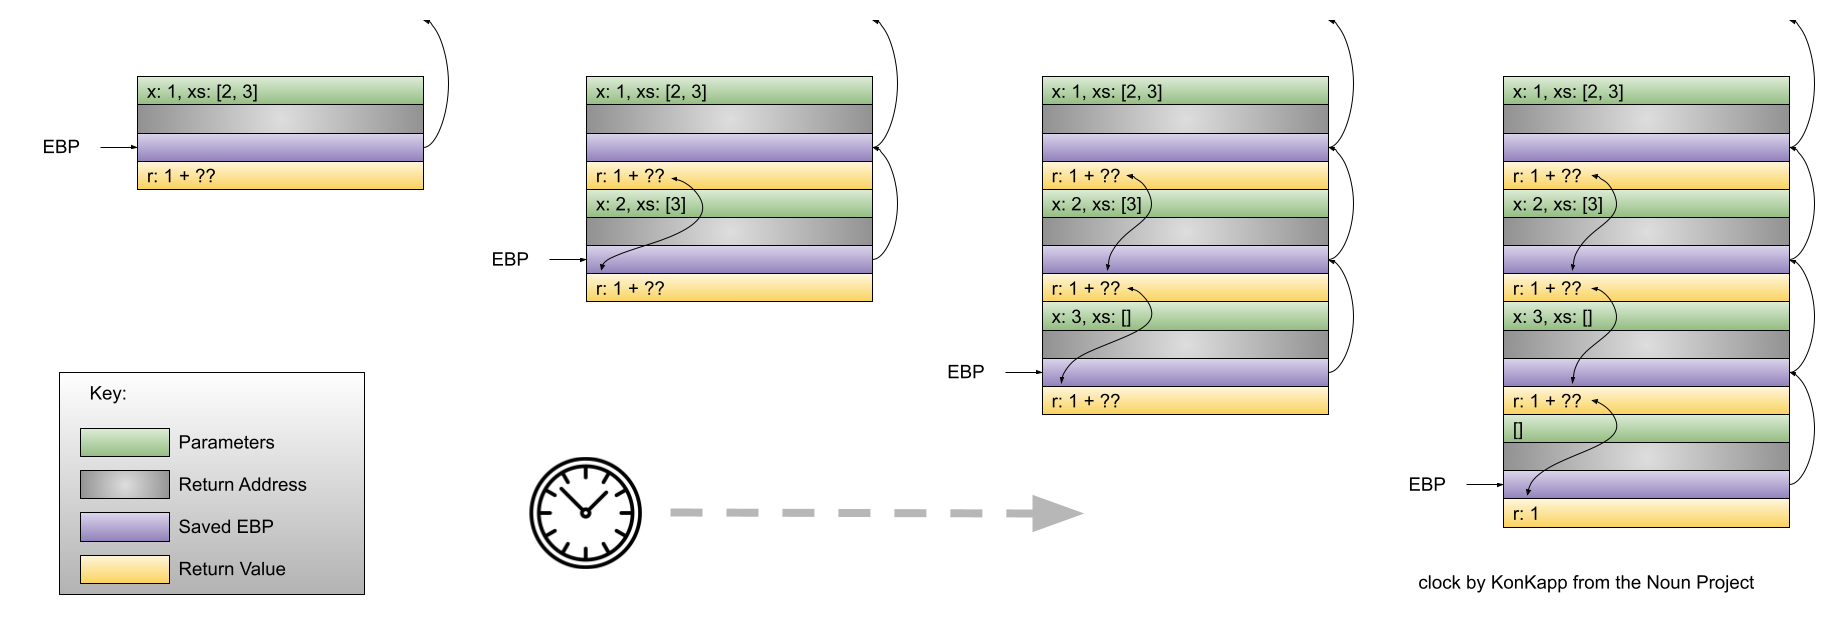 x: 1, xs: [2, 3]
EBP
r: 1 + ??
x: 1, xs: [2, 3]
r: 1 + ??
x: 2, xs: [3]
EBP
r: 1 + ??
x: 1, xs: [2, 3]
r: 1 + ??
x: 2, xs: [3]
r: 1 + ??
x: 3, xs: []
EBP
r: 1 + ??
x: 1, xs: [2, 3]
r: 1 + ??
x: 2, xs: [3]
r: 1 + ??
x: 3, xs: []
r: 1 + ??
[]
EBP
r: 1
Key:
Parameters
Return Address
Saved EBP
Return Value
clock by KonKapp from the Noun Project